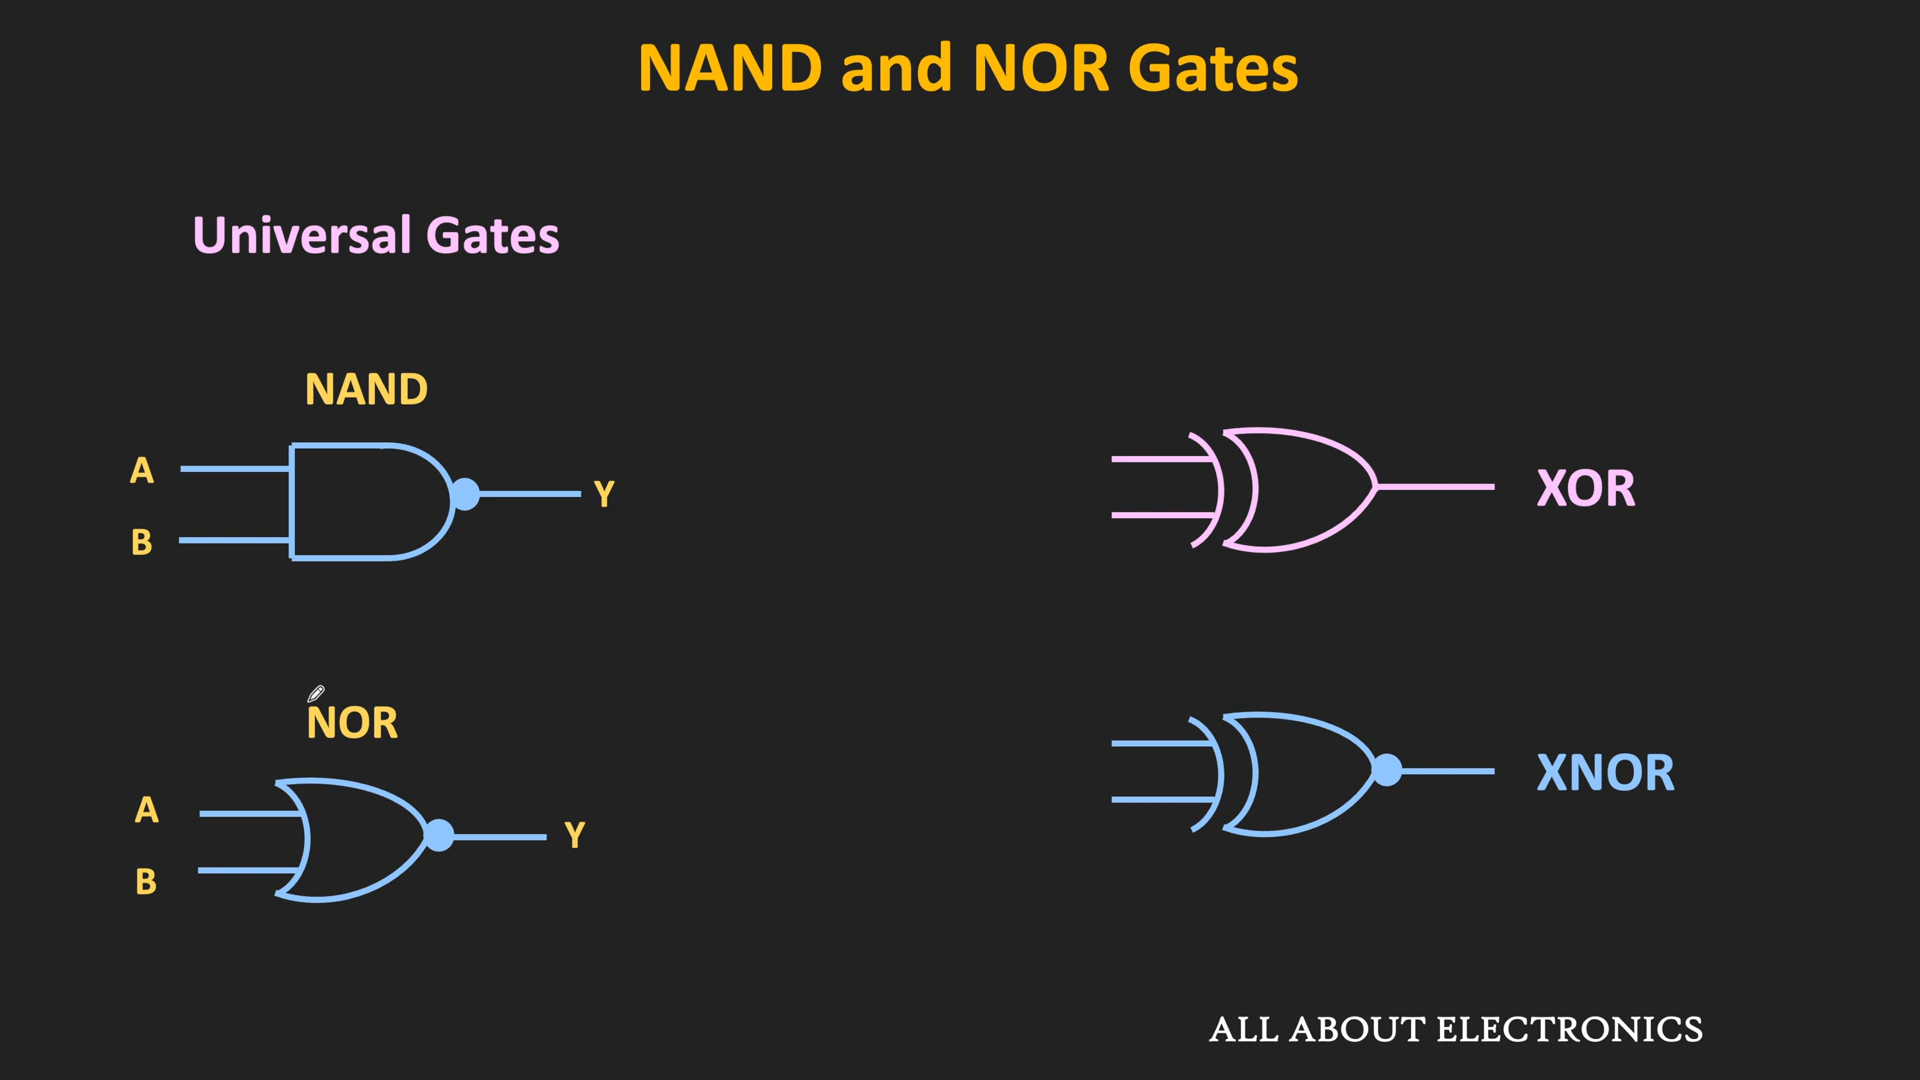 NAND and NOR Gates
Universal Gates
NAND
A
B
Y
XOR
NOR
A
B
Y
XNOR
ALL ABOUT ELECTRONICS